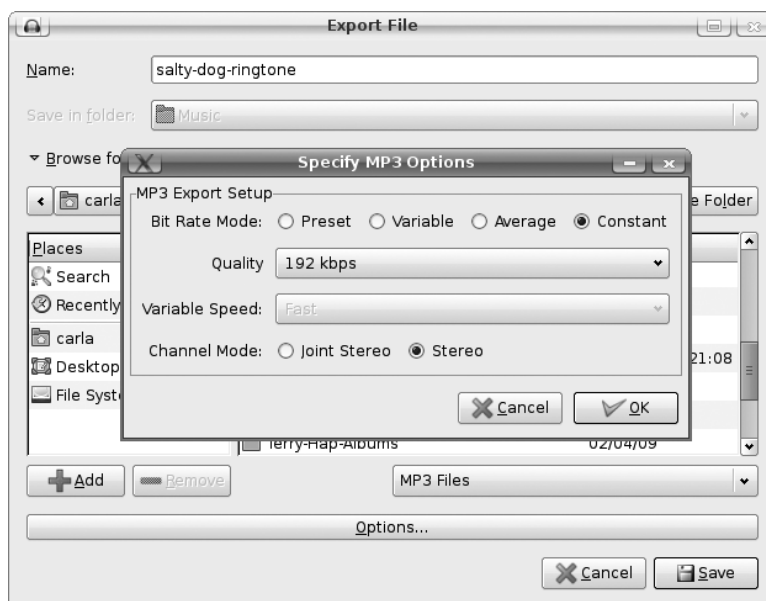 Export File
Name: salty-dog-ringtone
Save in folder: Music
Browse fo
Specify MP3 Options
MP3 Export Setup
Bit Rate Mode: Preset Variable Average Constant
Quality 192 kbps
Variable Speed: Fast
Channel Mode: Joint Stereo Stereo
Cancel OK
carla
e Folder
Places
Search
Recently
carla
Desktop
21:08
File Syst
Terry-Hap-Albums 02/04/09
Add Remove MP3 Files
Options...
Cancel Save